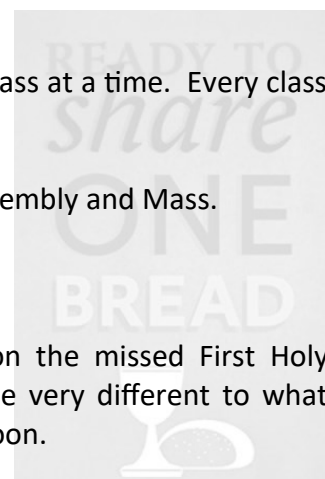 READY TO
ass at a time. Every class
share
embly and Mass.
ONE
BREAD
on the missed First Holy
e very different to what
oon.